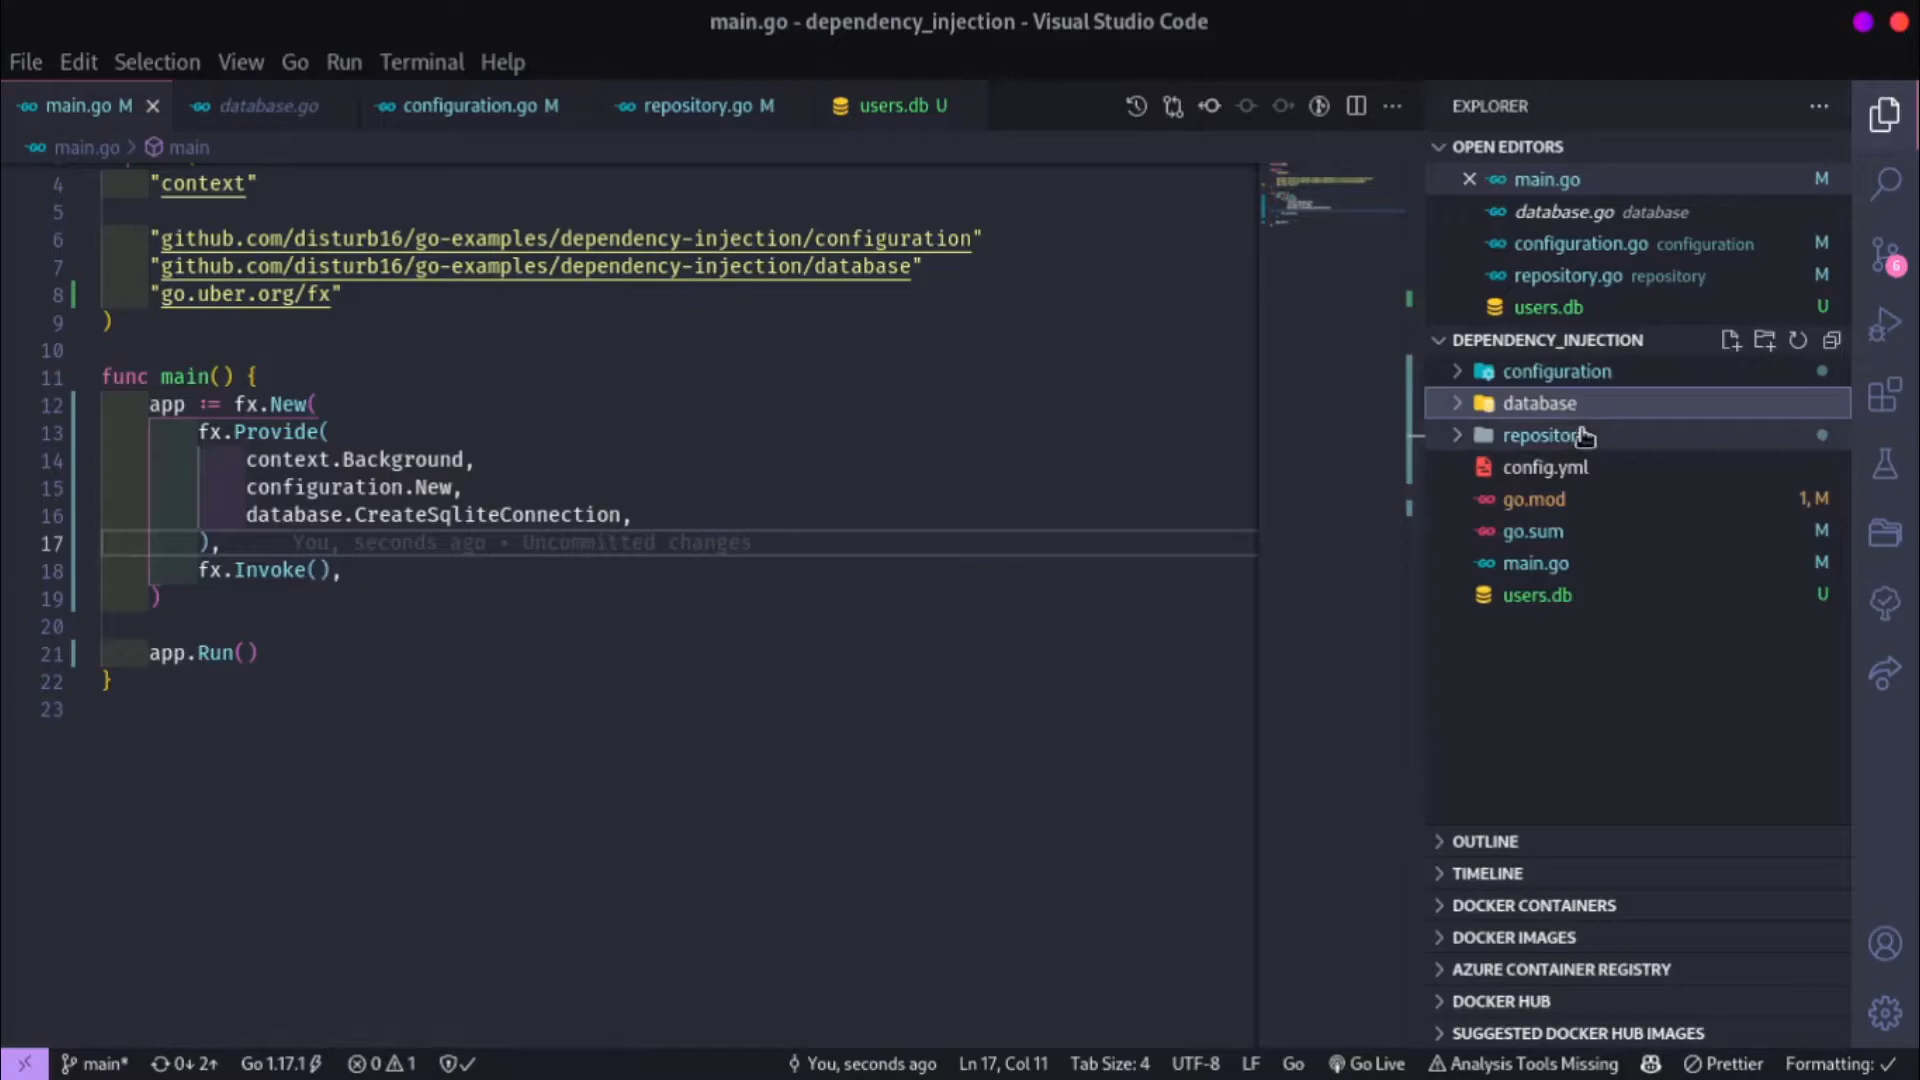 main.go - dependency_injection - Visual Studio Code
File Edit Selection View Go Run Terminal Help
main.go M database.go configuration.go M repository.go M users.db U
main.go > main
4 "context"
5
6 "github.com/disturb16/go-examples/dependency-injection/configuration"
7 "github.com/disturb16/go-examples/dependency-injection/database"
8 "go.uber.org/fx"
9 )
10
11 func main() {
12 app := fx.New(
13 fx.Provide(
14 context.Background,
15 configuration.New,
16 database.CreateSqliteConnection,
17 ), You, seconds ago • Uncommitted changes
18 fx.Invoke(),
19 )
20
21 app.Run()
22 }
23
EXPLORER
OPEN EDITORS
main.go M
database.go database
configuration.go configuration M
repository.go repository M
users.db U
DEPENDENCY_INJECTION
configuration
database
repository
config.yml
go.mod 1, M
go.sum M
main.go M
users.db U
OUTLINE
TIMELINE
DOCKER CONTAINERS
DOCKER IMAGES
AZURE CONTAINER REGISTRY
DOCKER HUB
SUGGESTED DOCKER HUB IMAGES
6
main* 0↓ 2↑ Go 1.17.1 0 1 You, seconds ago Ln 17, Col 11 Tab Size: 4 UTF-8 LF Go Go Live Analysis Tools Missing Prettier Formatting: ✓